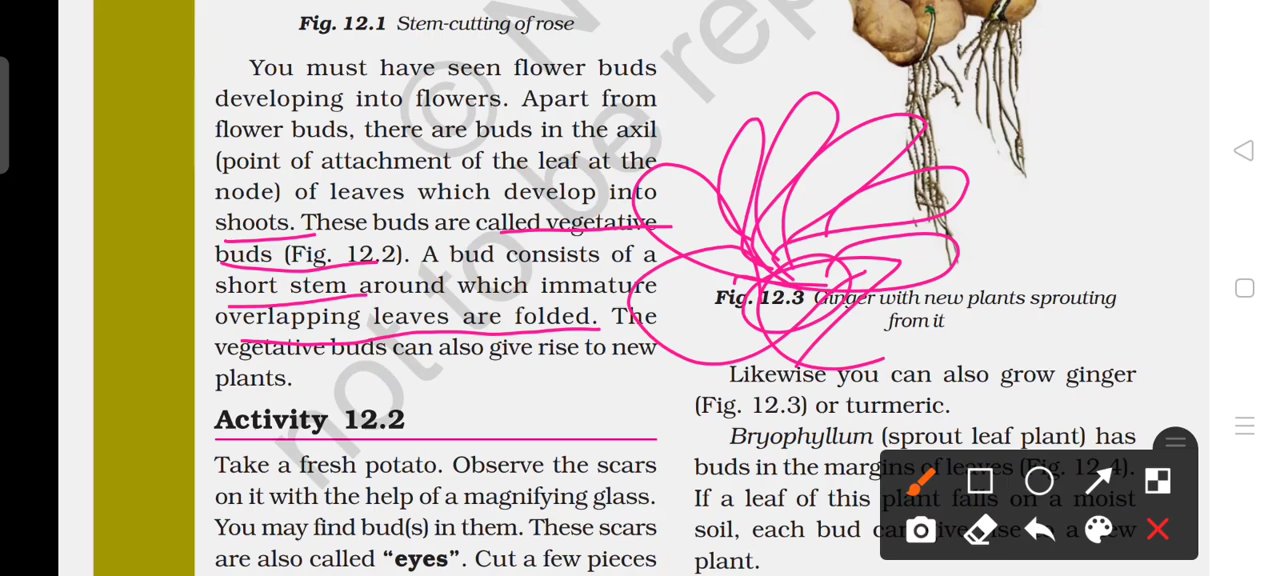 Fig. 12.1 Stem-cutting of rose
You must have seen flower buds
developing into flowers. Apart from
flower buds, there are buds in the axil
(point of attachment of the leaf at the
node) of leaves which develop into
shoots. These buds are called vegetative
buds (Fig. 12.2). A bud consists of a
short stem around which immature
overlapping leaves are folded. The
vegetative buds can also give rise to new
plants.
Activity 12.2
Take a fresh potato. Observe the scars
on it with the help of a magnifying glass.
You may find bud(s) in them. These scars
are also called “eyes”. Cut a few pieces
Fig. 12.3 Ginger with new plants sprouting
from it
Likewise you can also grow ginger
(Fig. 12.3) or turmeric.
Bryophyllum (sprout leaf plant) has
buds in the margins of leaves (Fig. 12.4).
If a leaf of this plant falls on a moist
soil, each bud can give rise to a new
plant.
© N
not to be rep